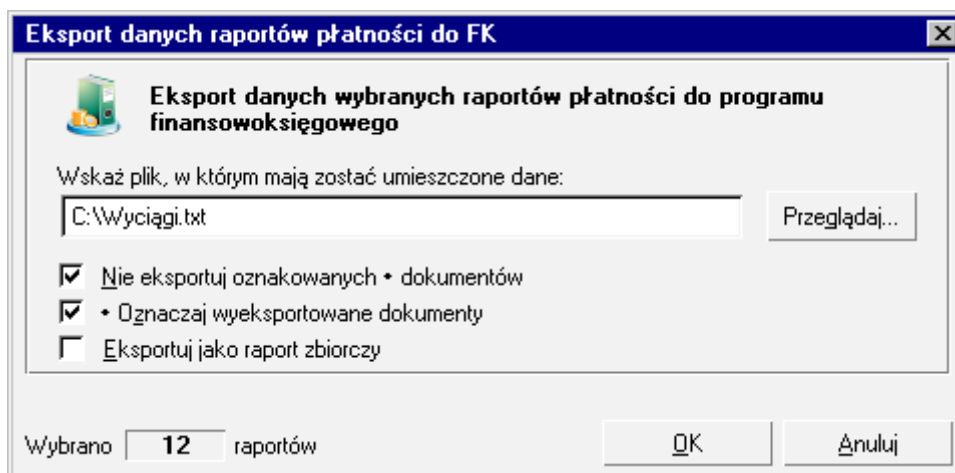 Eksport danych raportów płatności do FK
Eksport danych wybranych raportów płatności do programu
finansowoksięgowego
Wskaż plik, w którym mają zostać umieszczone dane:
C:\Wyciągi.txt
Przeglądaj...
Nie eksportuj oznakowanych • dokumentów
• Oznaczaj wyeksportowane dokumenty
Eksportuj jako raport zbiorczy
Wybrano 12 raportów
OK
Anuluj